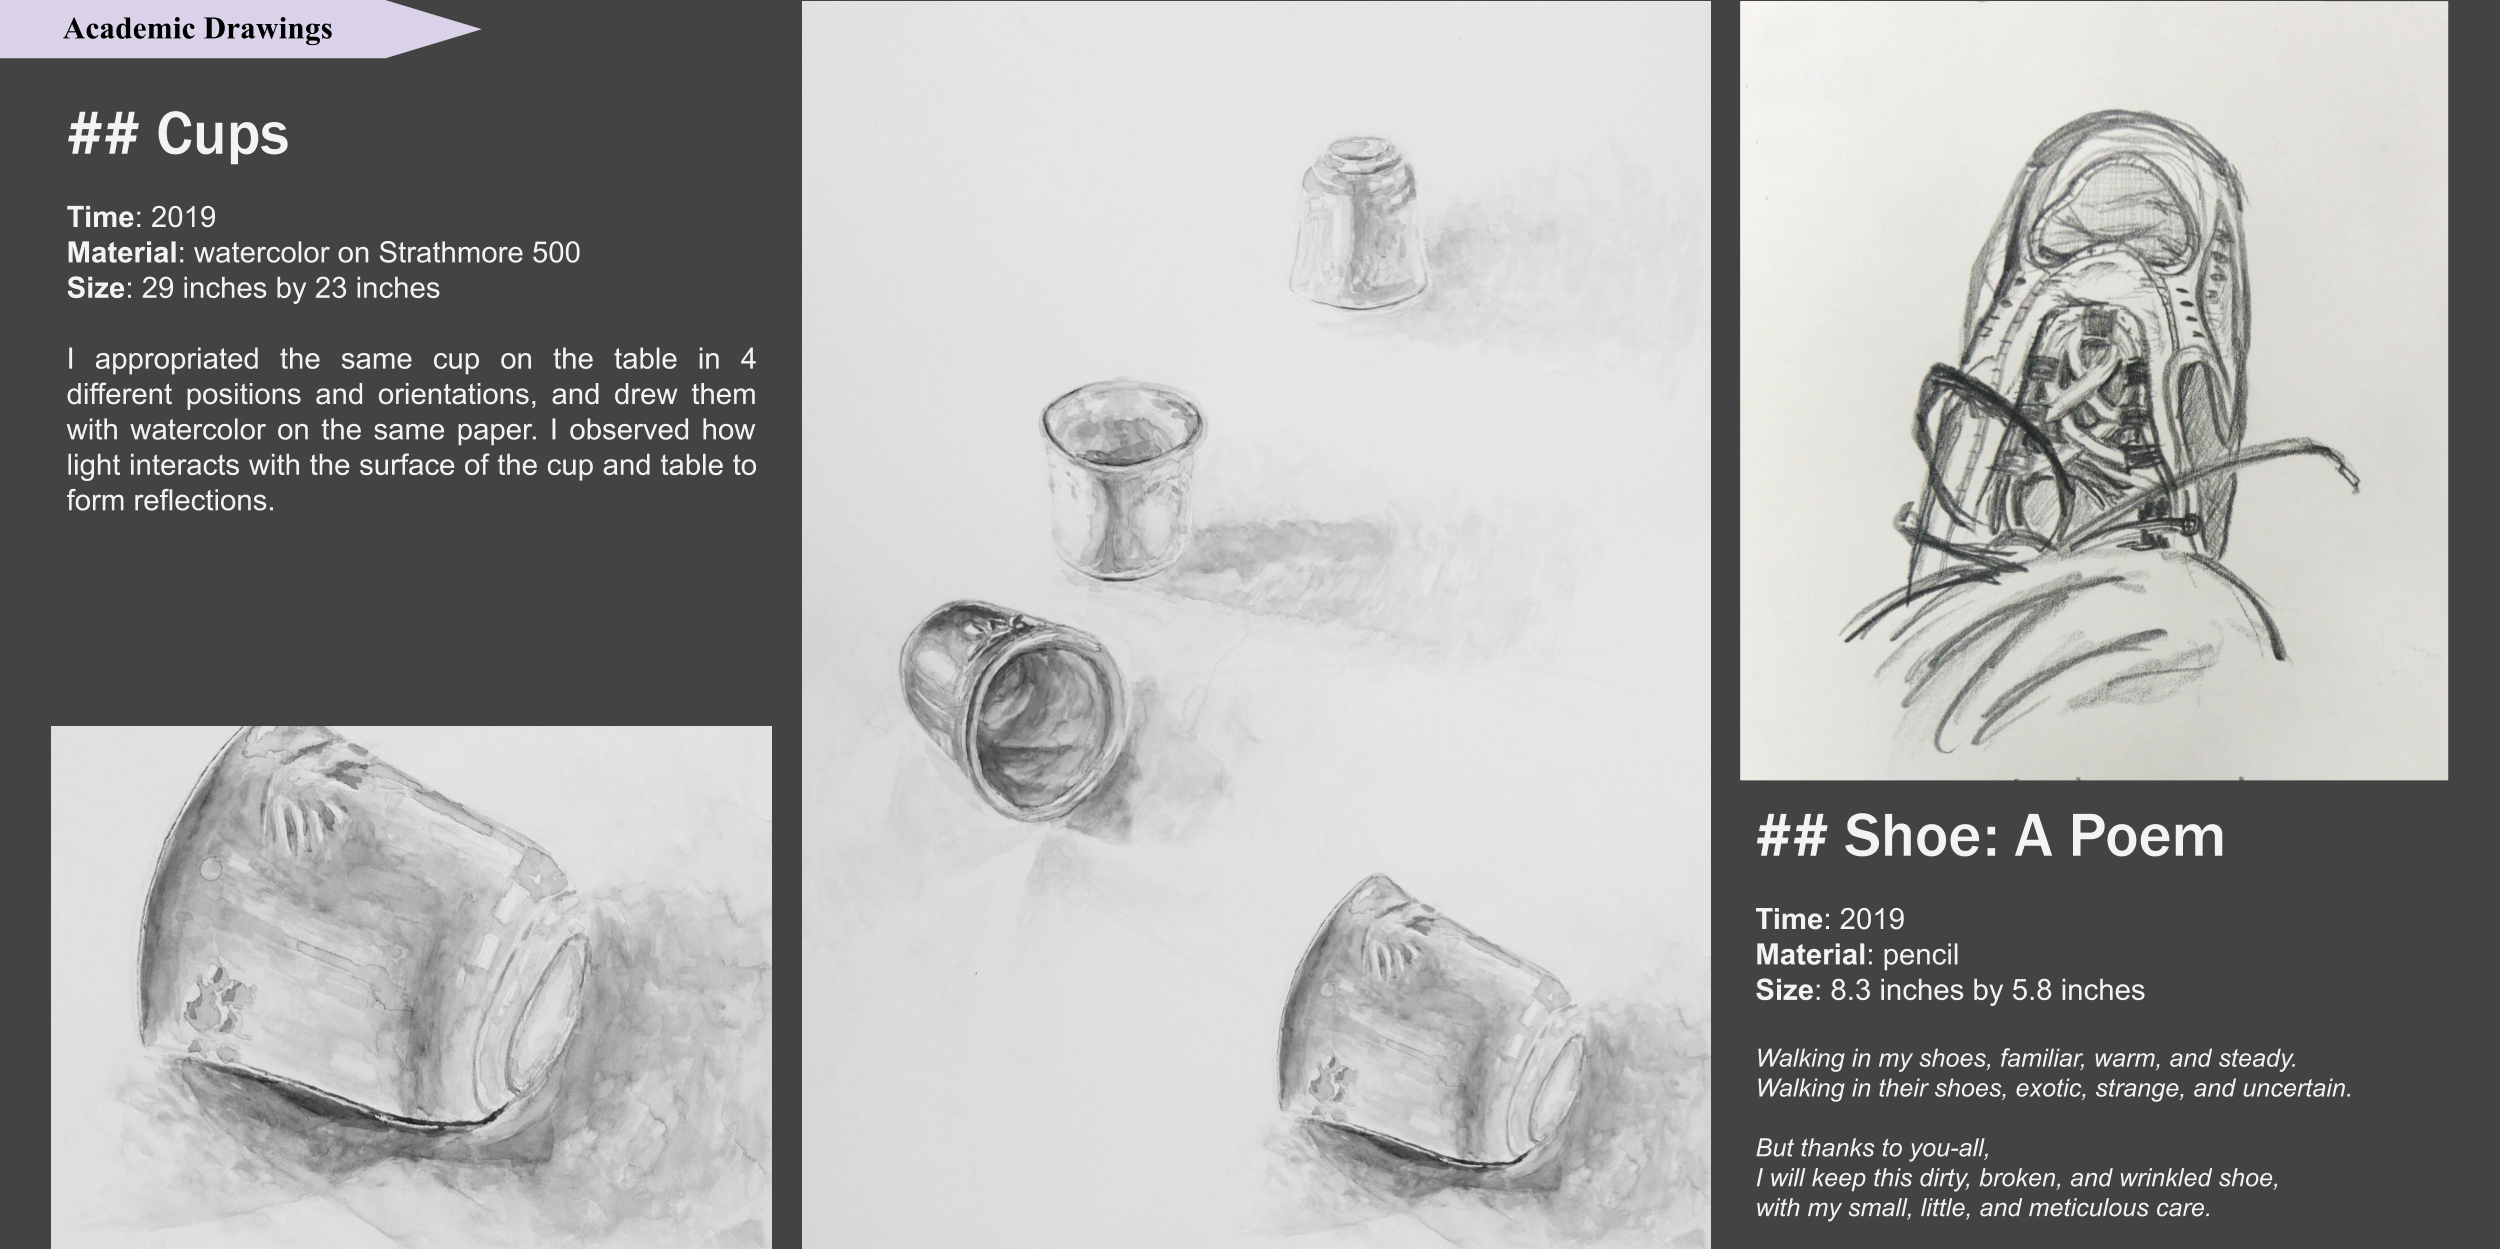 Academic Drawings
## Cups
Time: 2019
Material: watercolor on Strathmore 500
Size: 29 inches by 23 inches
I appropriated the same cup on the table in 4
different positions and orientations, and drew them
with watercolor on the same paper. I observed how
light interacts with the surface of the cup and table to
form reflections.
## Shoe: A Poem
Time: 2019
Material: pencil
Size: 8.3 inches by 5.8 inches
Walking in my shoes, familiar, warm, and steady.
Walking in their shoes, exotic, strange, and uncertain.
But thanks to you-all,
I will keep this dirty, broken, and wrinkled shoe,
with my small, little, and meticulous care.